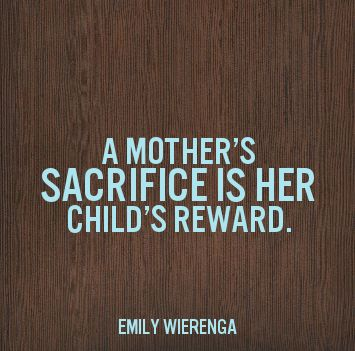 A MOTHER'S
SACRIFICE IS HER
CHILD'S REWARD.
EMILY WIERENGA